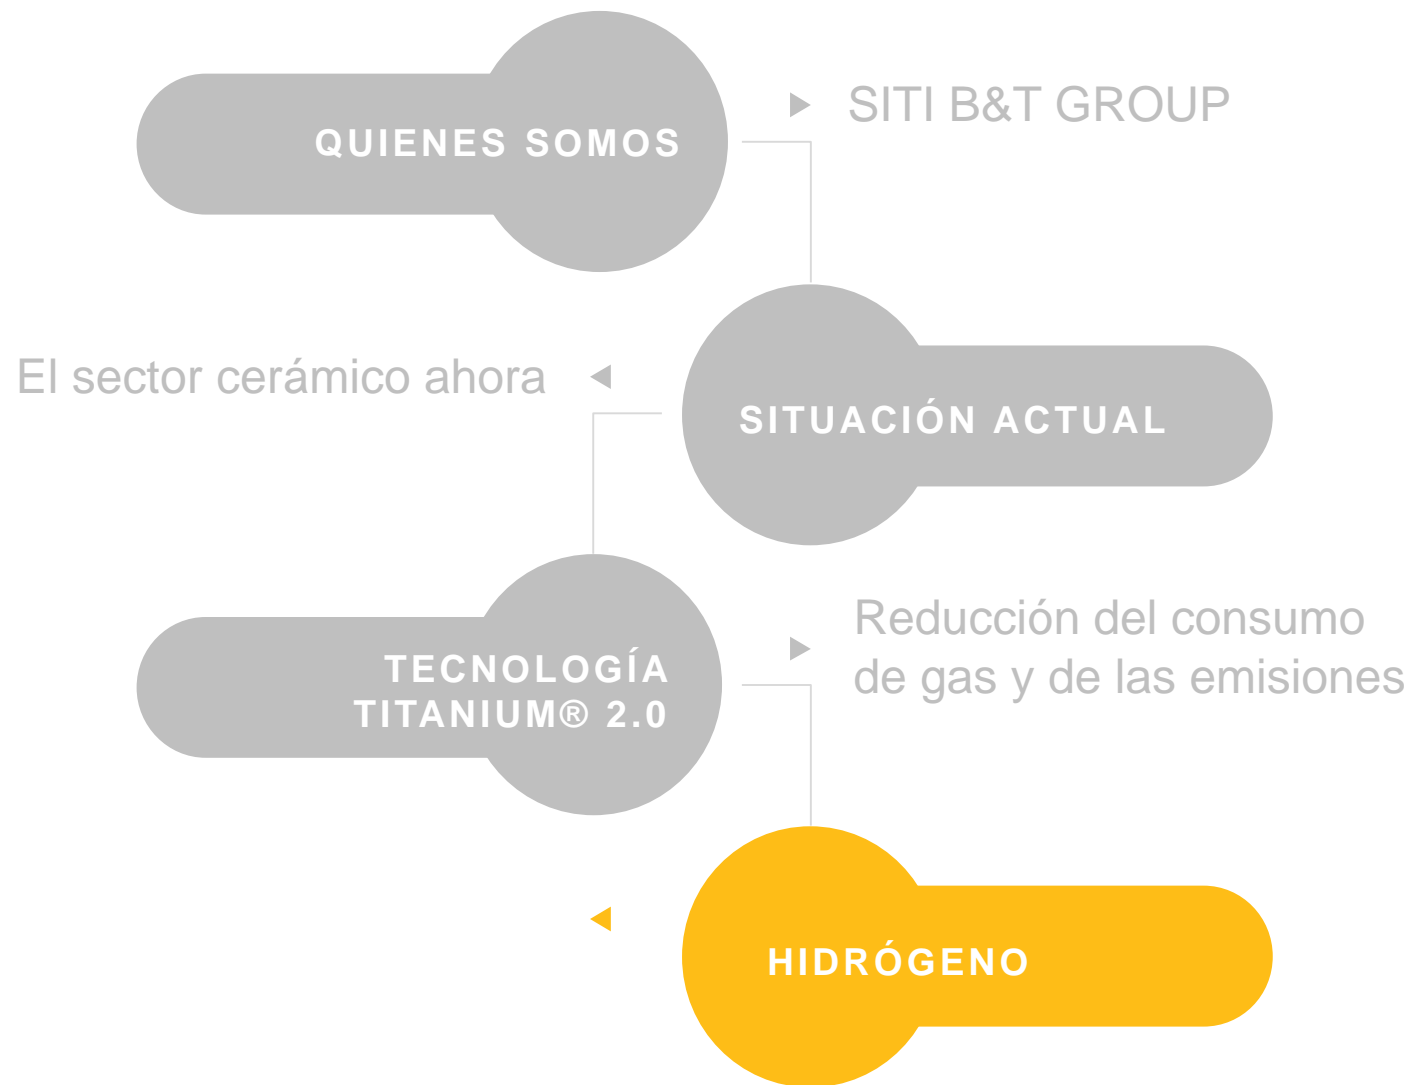 QUIENES SOMOS
SITI B&T GROUP
El sector cerámico ahora
SITUACIÓN ACTUAL
TECNOLOGÍA
TITANIUM® 2.0
Reducción del consumo
de gas y de las emisiones
HIDRÓGENO